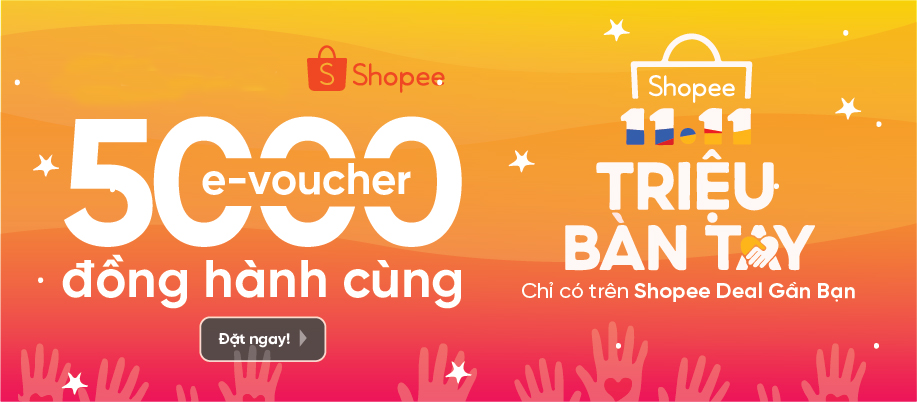 Shopee
5000
e-voucher
đồng hành cùng
Đặt ngay!
Shopee
11.11
TRIỆU
BÀN TAY
Chỉ có trên Shopee Deal Gần Bạn